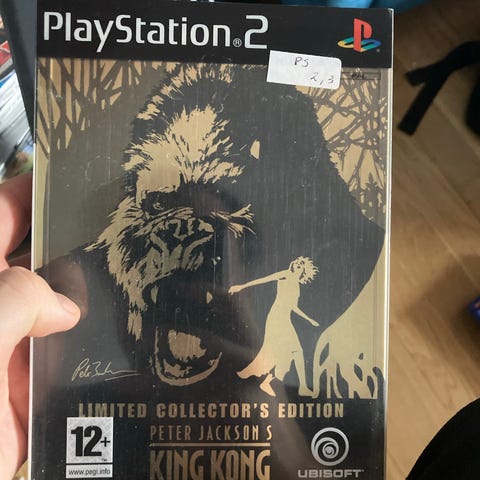 PlayStation®2
PS
2,3
LIMITED COLLECTOR'S EDITION
PETER JACKSON'S
KING KONG
12+
www.pegi.info
UBISOFT